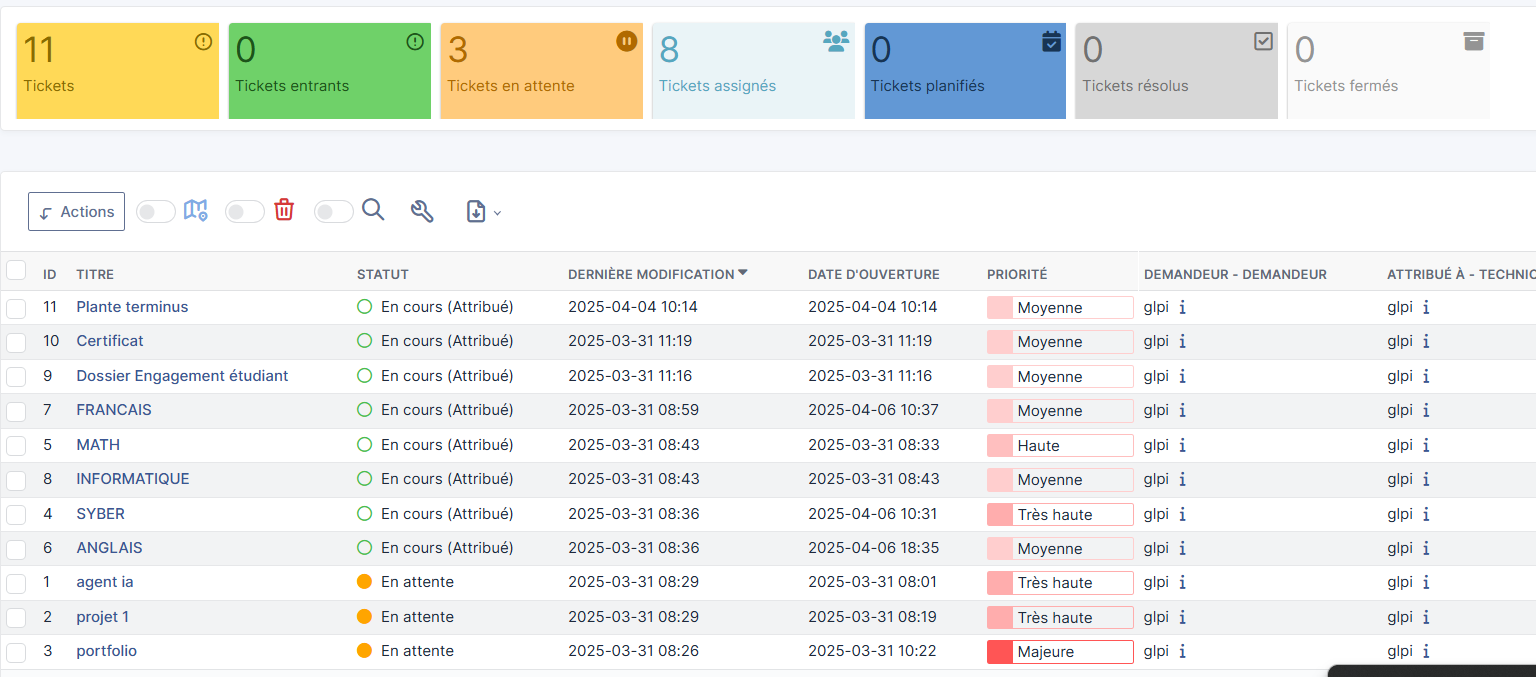 11 0 3 8 0 0 0
Tickets Tickets entrants Tickets en attente Tickets assignés Tickets planifiés Tickets résolus Tickets fermés
Actions
ID TITRE STATUT DERNIÈRE MODIFICATION DATE D'OUVERTURE PRIORITÉ DEMANDEUR - DEMANDEUR ATTRIBUÉ À - TECHNIC
11 Plante terminus En cours (Attribué) 2025-04-04 10:14 2025-04-04 10:14 Moyenne glpi i glpi i
10 Certificat En cours (Attribué) 2025-03-31 11:19 2025-03-31 11:19 Moyenne glpi i glpi i
9 Dossier Engagement étudiant En cours (Attribué) 2025-03-31 11:16 2025-03-31 11:16 Moyenne glpi i glpi i
7 FRANCAIS En cours (Attribué) 2025-03-31 08:59 2025-04-06 10:37 Moyenne glpi i glpi i
5 MATH En cours (Attribué) 2025-03-31 08:43 2025-03-31 08:33 Haute glpi i glpi i
8 INFORMATIQUE En cours (Attribué) 2025-03-31 08:43 2025-03-31 08:43 Moyenne glpi i glpi i
4 SYBER En cours (Attribué) 2025-03-31 08:36 2025-04-06 10:31 Très haute glpi i glpi i
6 ANGLAIS En cours (Attribué) 2025-03-31 08:36 2025-04-06 18:35 Moyenne glpi i glpi i
1 agent ia En attente 2025-03-31 08:29 2025-03-31 08:01 Très haute glpi i glpi i
2 projet 1 En attente 2025-03-31 08:29 2025-03-31 08:19 Très haute glpi i glpi i
3 portfolio En attente 2025-03-31 08:26 2025-03-31 10:22 Majeure glpi i glpi i